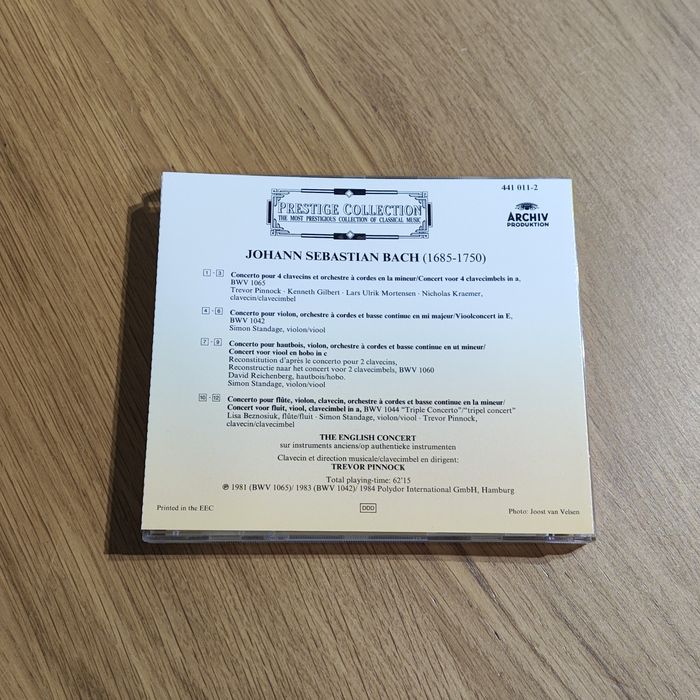 441 011-2
PRESTIGE COLLECTION
THE MOST PRESTIGIOUS COLLECTION OF CLASSICAL MUSIC
ARCHIV
PRODUKTION
JOHANN SEBASTIAN BACH (1685-1750)
1 - 3 Concerto pour 4 clavecins et orchestre à cordes en la mineur/Concert voor 4 clavecimbels in a,
BWV 1065
Trevor Pinnock · Kenneth Gilbert · Lars Ulrik Mortensen · Nicholas Kraemer,
clavecin/clavecimbel
4 - 6 Concerto pour violon, orchestre à cordes et basse continue en mi majeur/Vioolconcert in E,
BWV 1042
Simon Standage, violon/viool
7 - 9 Concerto pour hautbois, violon, orchestre à cordes et basse continue en ut mineur/
Concert voor viool en hobo in c
Reconstitution d'après le concerto pour 2 clavecins,
Reconstructie naar het concert voor 2 clavecimbels, BWV 1060
David Reichenberg, hautbois/hobo.
Simon Standage, violon/viool
10 - 12 Concerto pour flûte, violon, clavecin, orchestre à cordes et basse continue en la mineur/
Concert voor fluit, viool, clavecimbel in a, BWV 1044 "Triple Concerto"/"tripel concert"
Lisa Beznosiuk, flûte/fluit · Simon Standage, violon/viool · Trevor Pinnock,
clavecin/clavecimbel
THE ENGLISH CONCERT
sur instruments anciens/op authentieke instrumenten
Clavecin et direction musicale/clavecimbel en dirigent:
TREVOR PINNOCK
Total playing-time: 62'15
℗ 1981 (BWV 1065)/ 1983 (BWV 1042)/ 1984 Polydor International GmbH, Hamburg
Printed in the EEC
DDD
Photo: Joost van Velsen